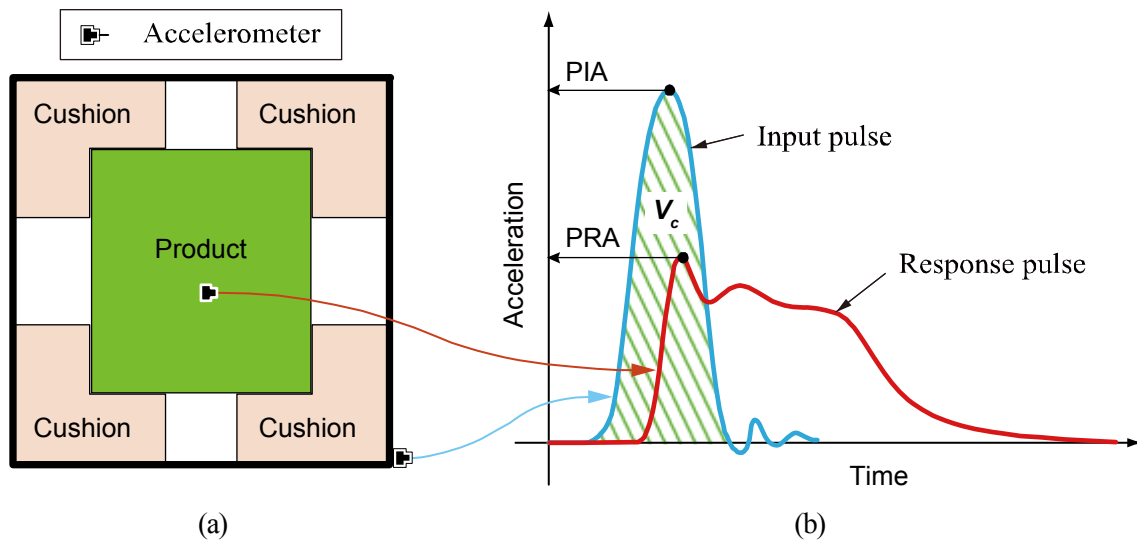 Accelerometer
Cushion
Cushion
Product
Cushion
Cushion
(a)
PIA
Input pulse
Vc
PRA
Response pulse
Acceleration
Time
(b)